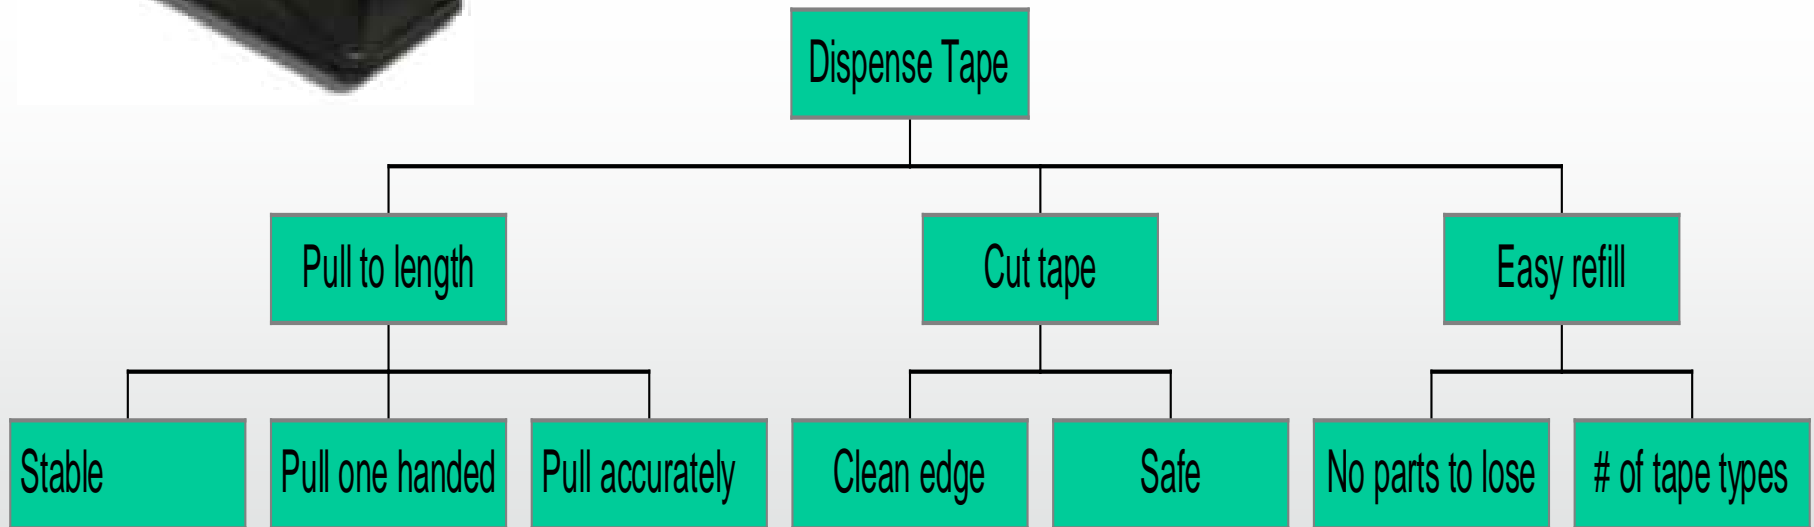 Dispense Tape
Pull to length
Cut tape
Easy refill
Stable
Pull one handed
Pull accurately
Clean edge
Safe
No parts to lose
# of tape types